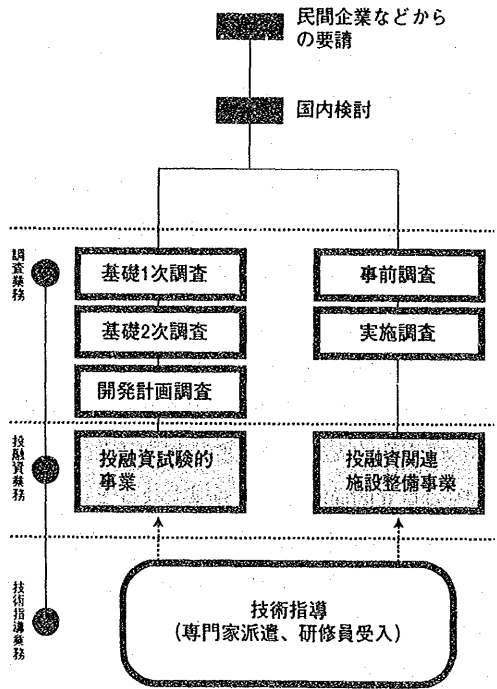 民間企業などから
の要請
国内検討
調査業務
基礎1次調査
事前調査
基礎2次調査
実施調査
開発計画調査
投融資業務
投融資試験的
事業
投融資関連
施設整備事業
技術指導業務
技術指導
(専門家派遣、研修員受入)